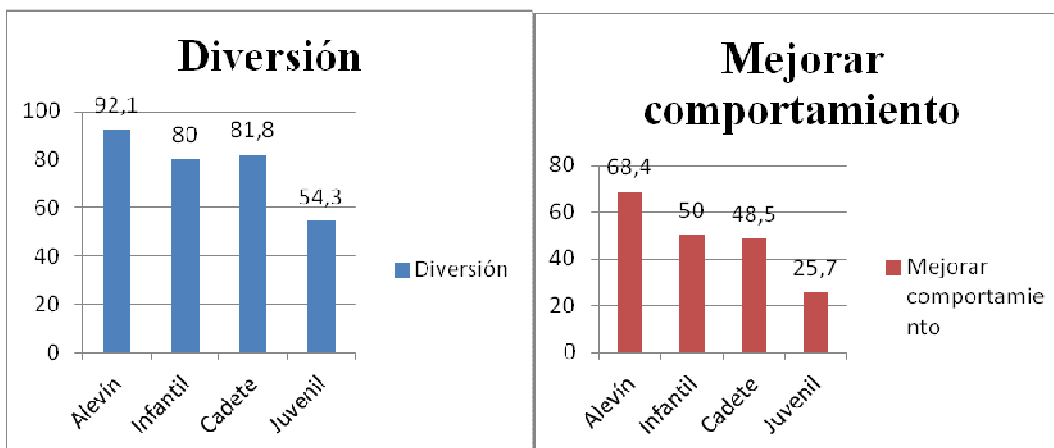 Diversión
100
80
60
40
20
0
92,1
80
81,8
54,3
Alevín
Infantil
Cadete
Juvenil
Diversión
Mejorar
comportamiento
80
60
40
20
0
68,4
50
48,5
25,7
Alevín
Infantil
Cadete
Juvenil
Mejorar
comportamie
nto